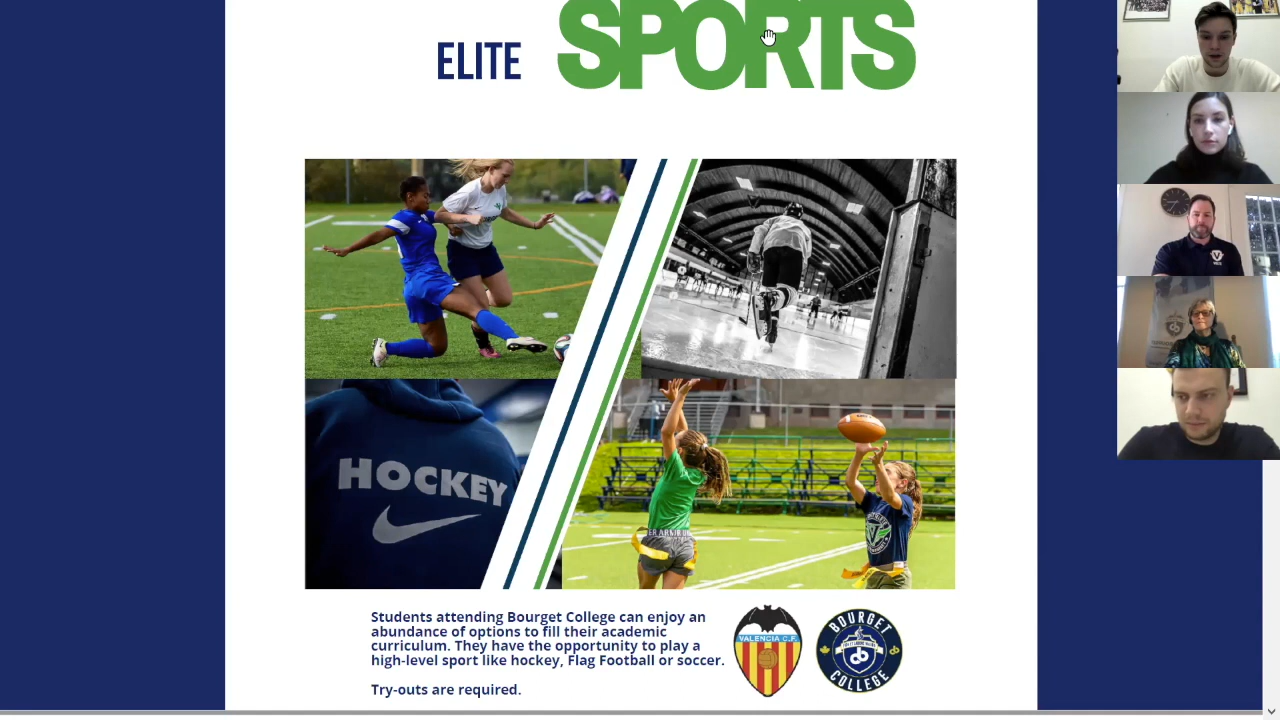 ELITE SPORTS
HOCKEY
Students attending Bourget College can enjoy an
abundance of options to fill their academic
curriculum. They have the opportunity to play a
high-level sport like hockey, Flag Football or soccer.
Try-outs are required.
VALENCIA C.F.
BOURGET
COLLEGE